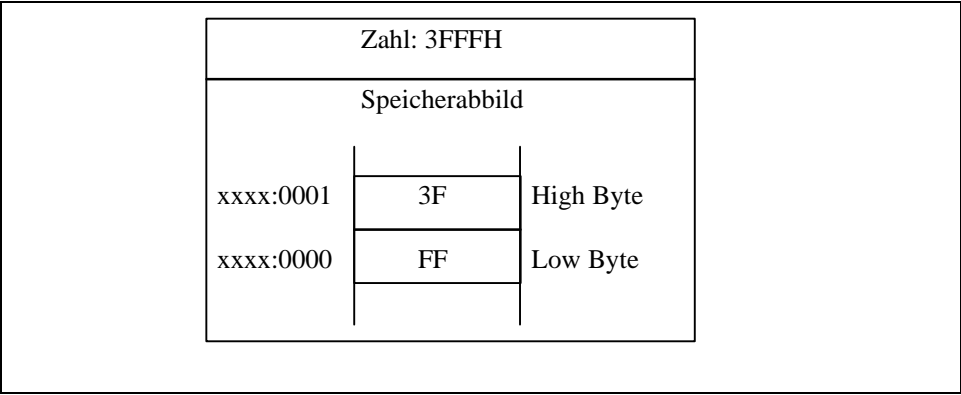 Zahl: 3FFFH
Speicherabbild
xxxx:0001 3F High Byte
xxxx:0000 FF Low Byte